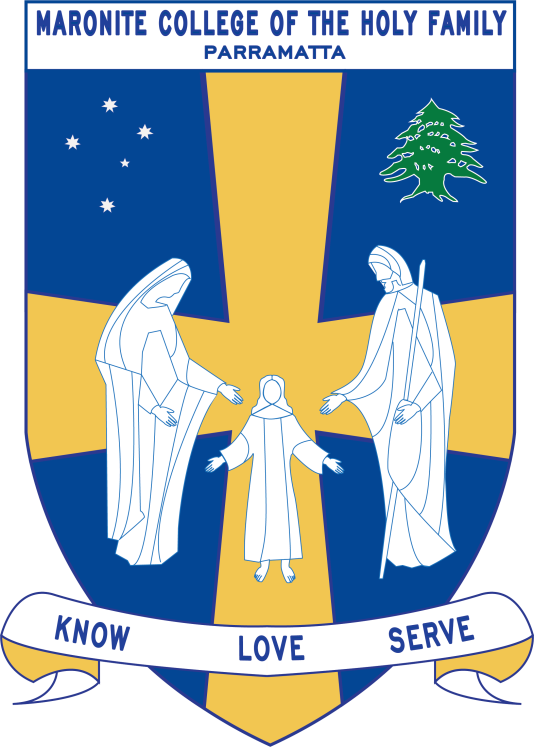 MARONITE COLLEGE OF THE HOLY FAMILY
PARRAMATTA
KNOW LOVE SERVE